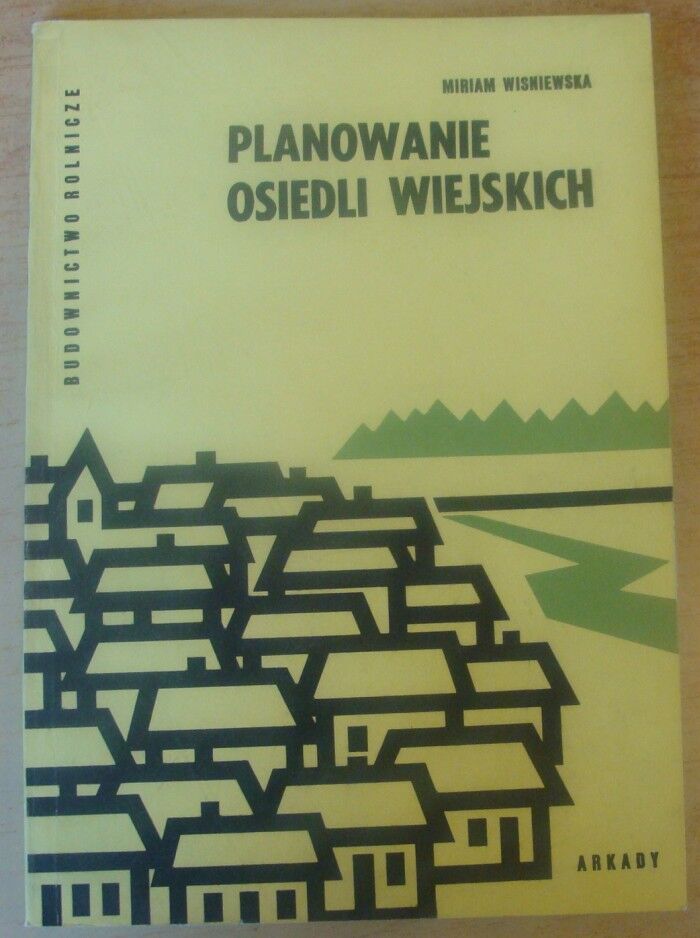 MIRIAM WISNIEWSKA
PLANOWANIE
OSIEDLI WIEJSKICH
BUDOWNICTWO ROLNICZE
ARKADY